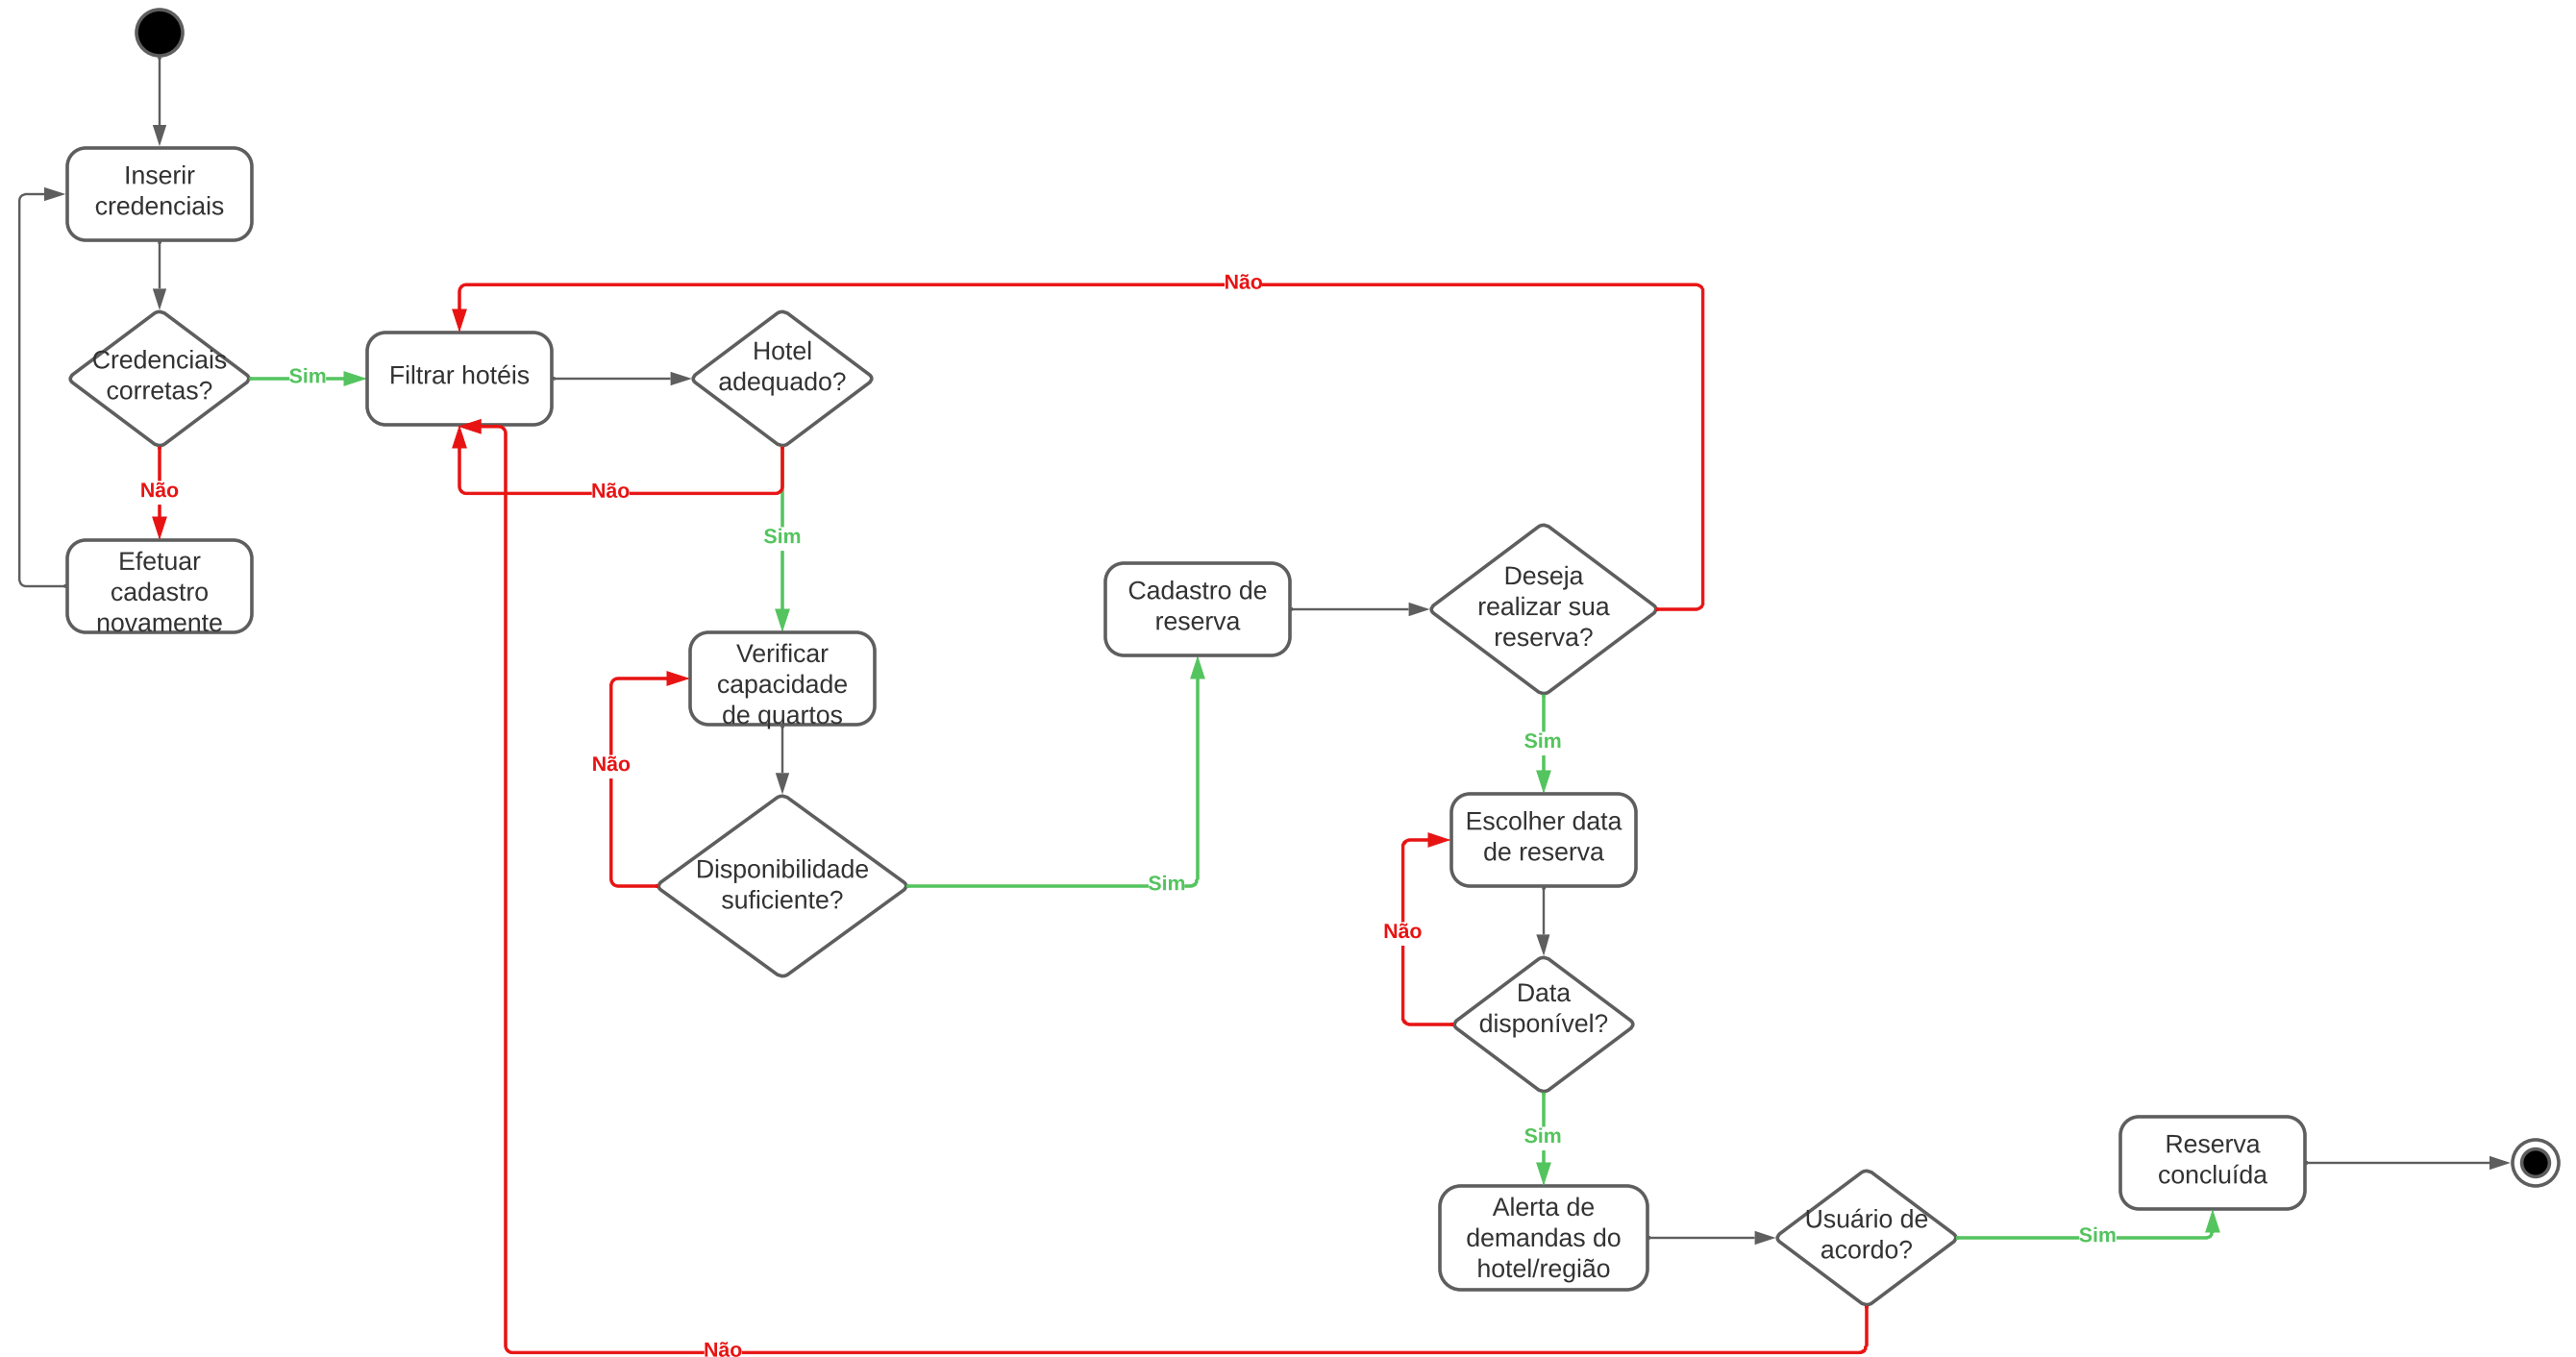 Inserir
credenciais
Credenciais
corretas?
Sim
Não
Efetuar
cadastro
novamente
Filtrar hotéis
Hotel
adequado?
Não
Não
Sim
Verificar
capacidade
de quartos
Não
Disponibilidade
suficiente?
Sim
Cadastro de
reserva
Deseja
realizar sua
reserva?
Sim
Escolher data
de reserva
Não
Data
disponível?
Sim
Alerta de
demandas do
hotel/região
Usuário de
acordo?
Sim
Não
Reserva
concluída